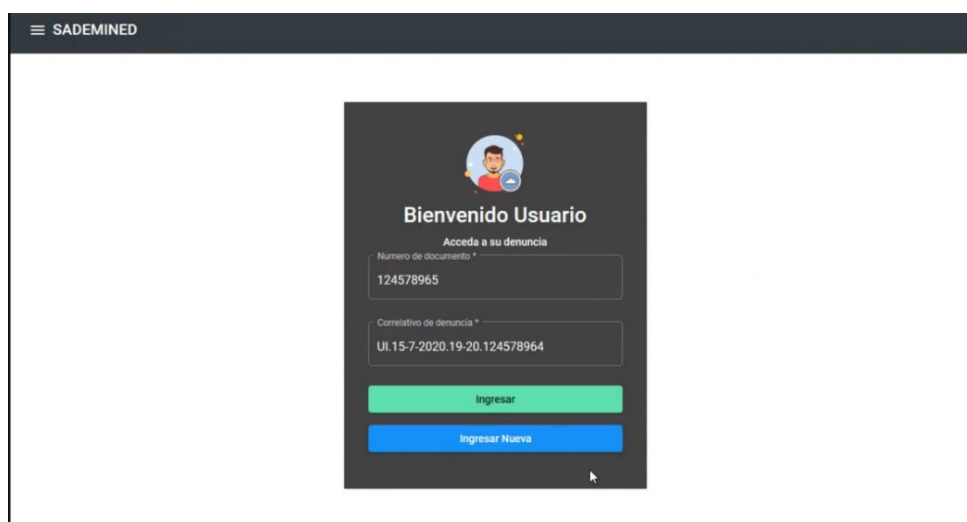 SADEMINED
Bienvenido Usuario
Acceda a su denuncia
Numero de documento *
124578965
Correlativo de denuncia *
UI.15-7-2020.19-20.124578964
Ingresar
Ingresar Nueva